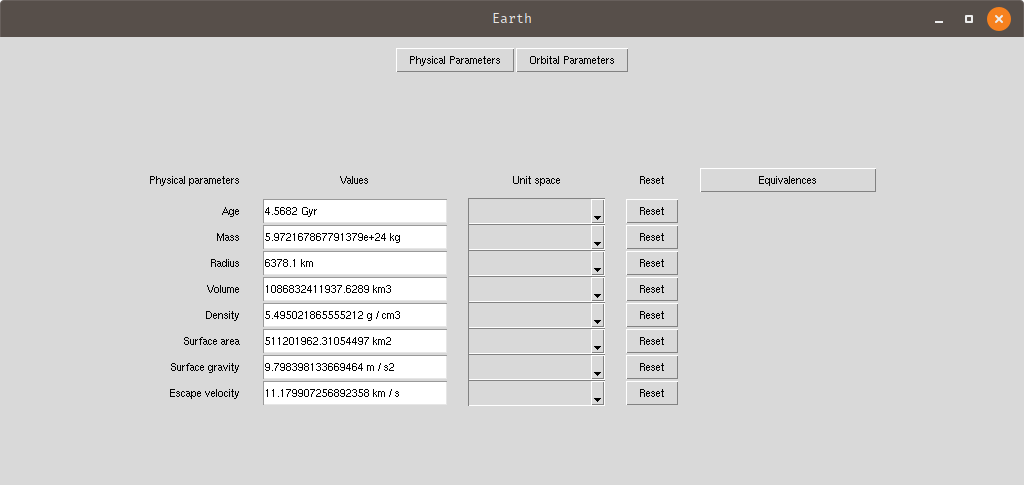 Earth
Physical Parameters Orbital Parameters
Physical parameters Values Unit space Reset Equivalences
Age 4.5682 Gyr Reset
Mass 5.972167867791379e+24 kg Reset
Radius 6378.1 km Reset
Volume 1086832411937.6289 km3 Reset
Density 5.495021865555212 g / cm3 Reset
Surface area 511201962.31054497 km2 Reset
Surface gravity 9.798398133669464 m / s2 Reset
Escape velocity 11.179907256892358 km / s Reset